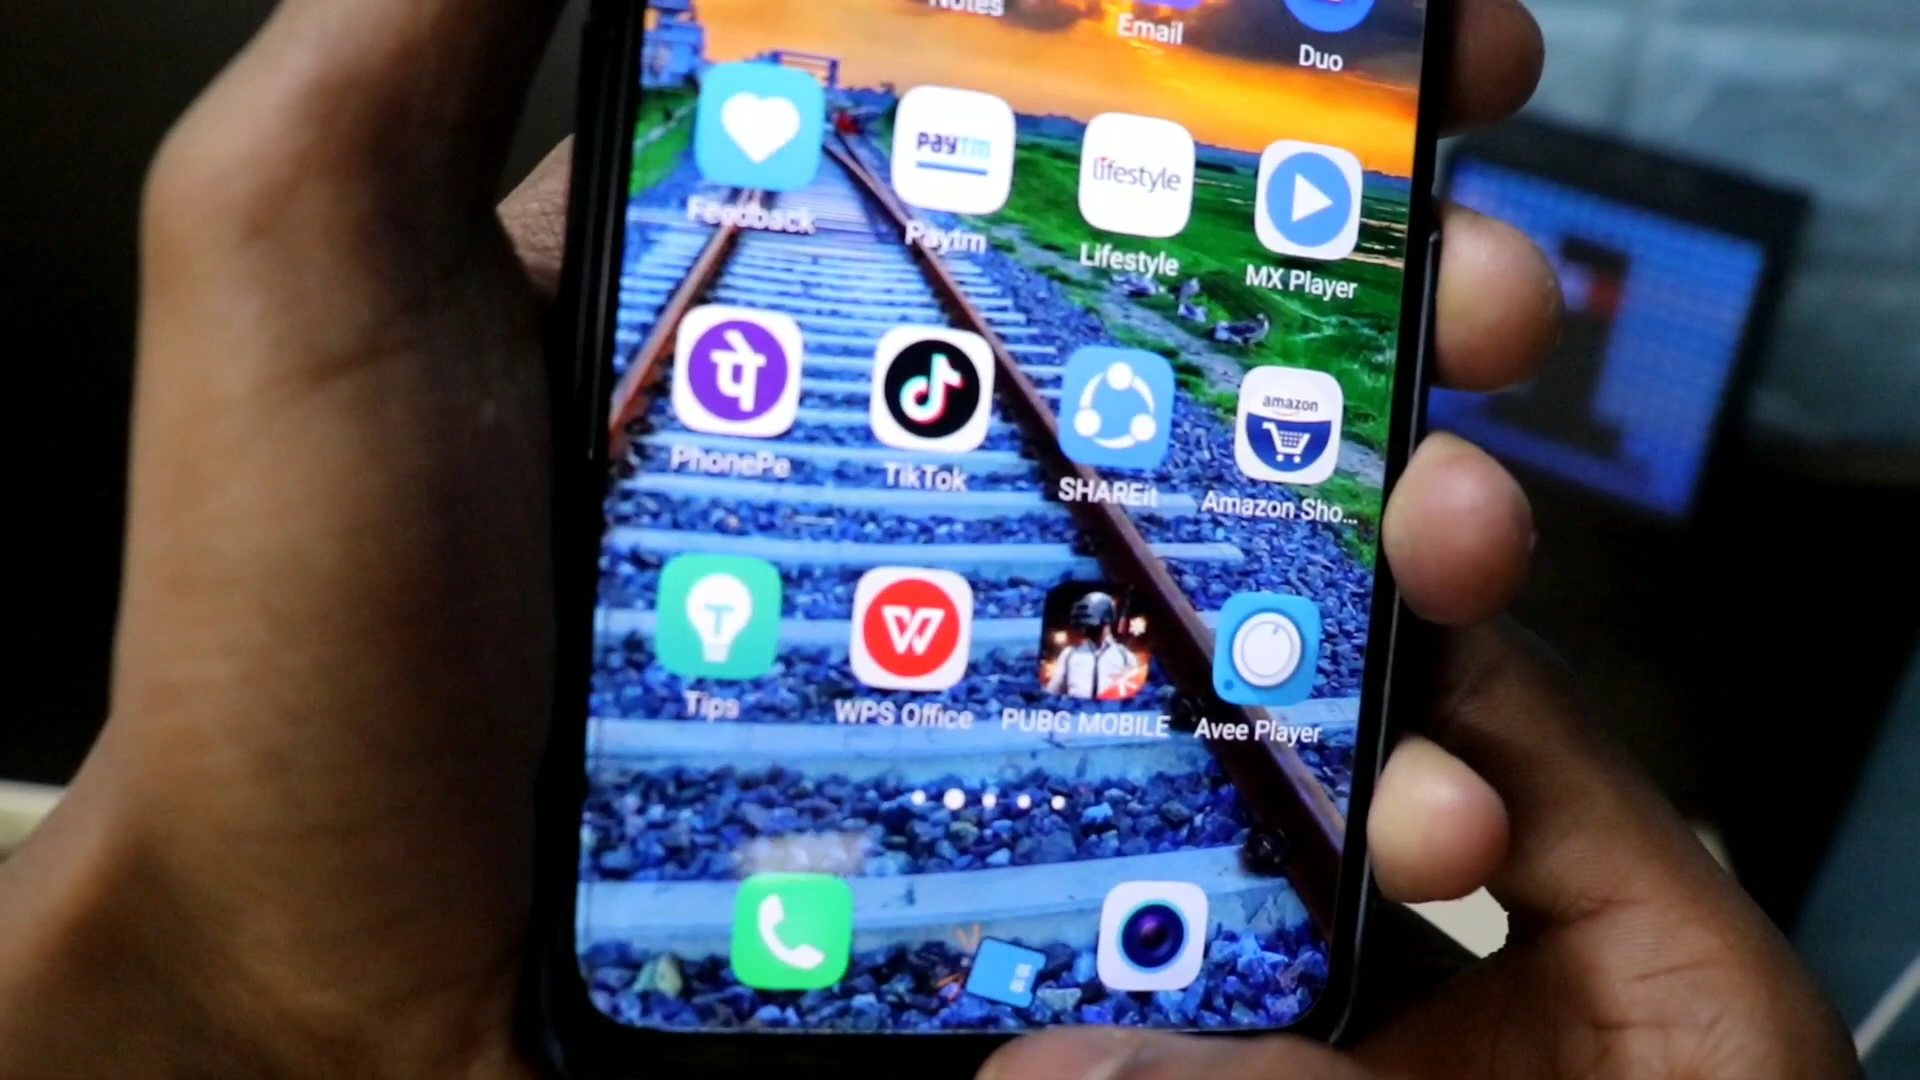 Notes
Email
Duo
Paytm
lifestyle
Feedback
Paytm
Lifestyle
MX Player
पे
amazon
PhonePe
TikTok
SHAREit
Amazon Sho...
T
W
Tips
WPS Office
PUBG MOBILE
Avee Player